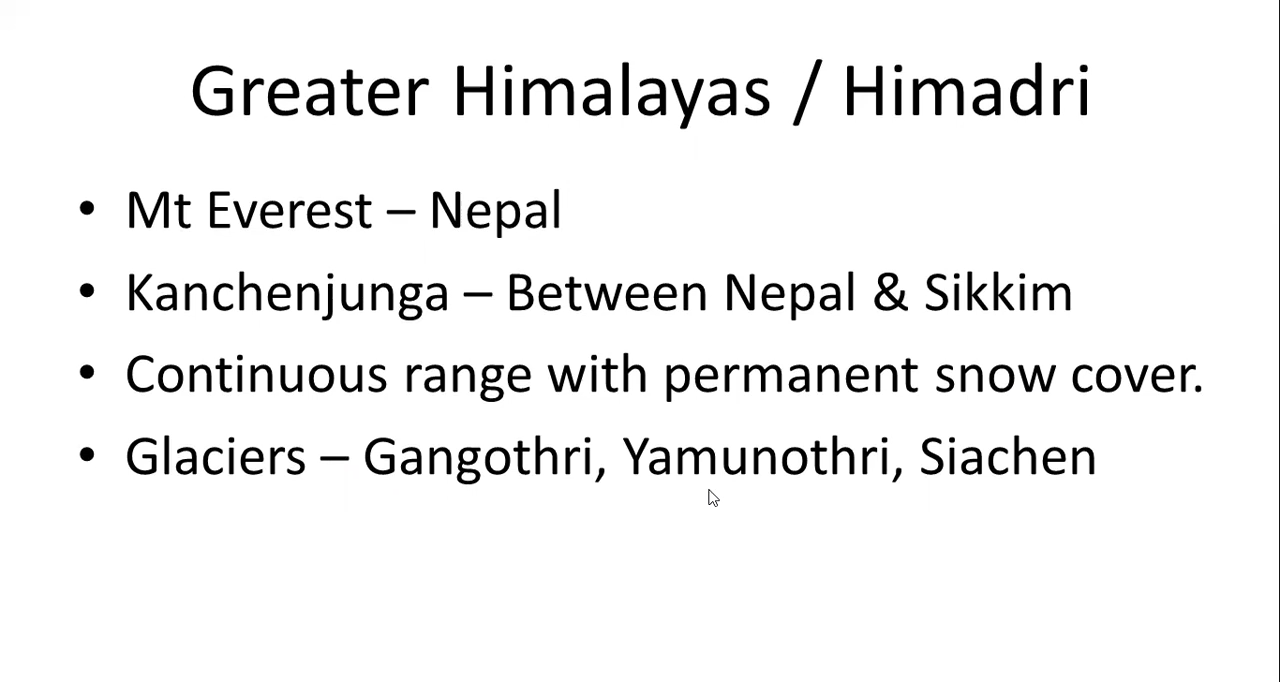 Greater Himalayas / Himadri
• Mt Everest – Nepal
• Kanchenjunga – Between Nepal & Sikkim
• Continuous range with permanent snow cover.
• Glaciers – Gangothri, Yamunothri, Siachen